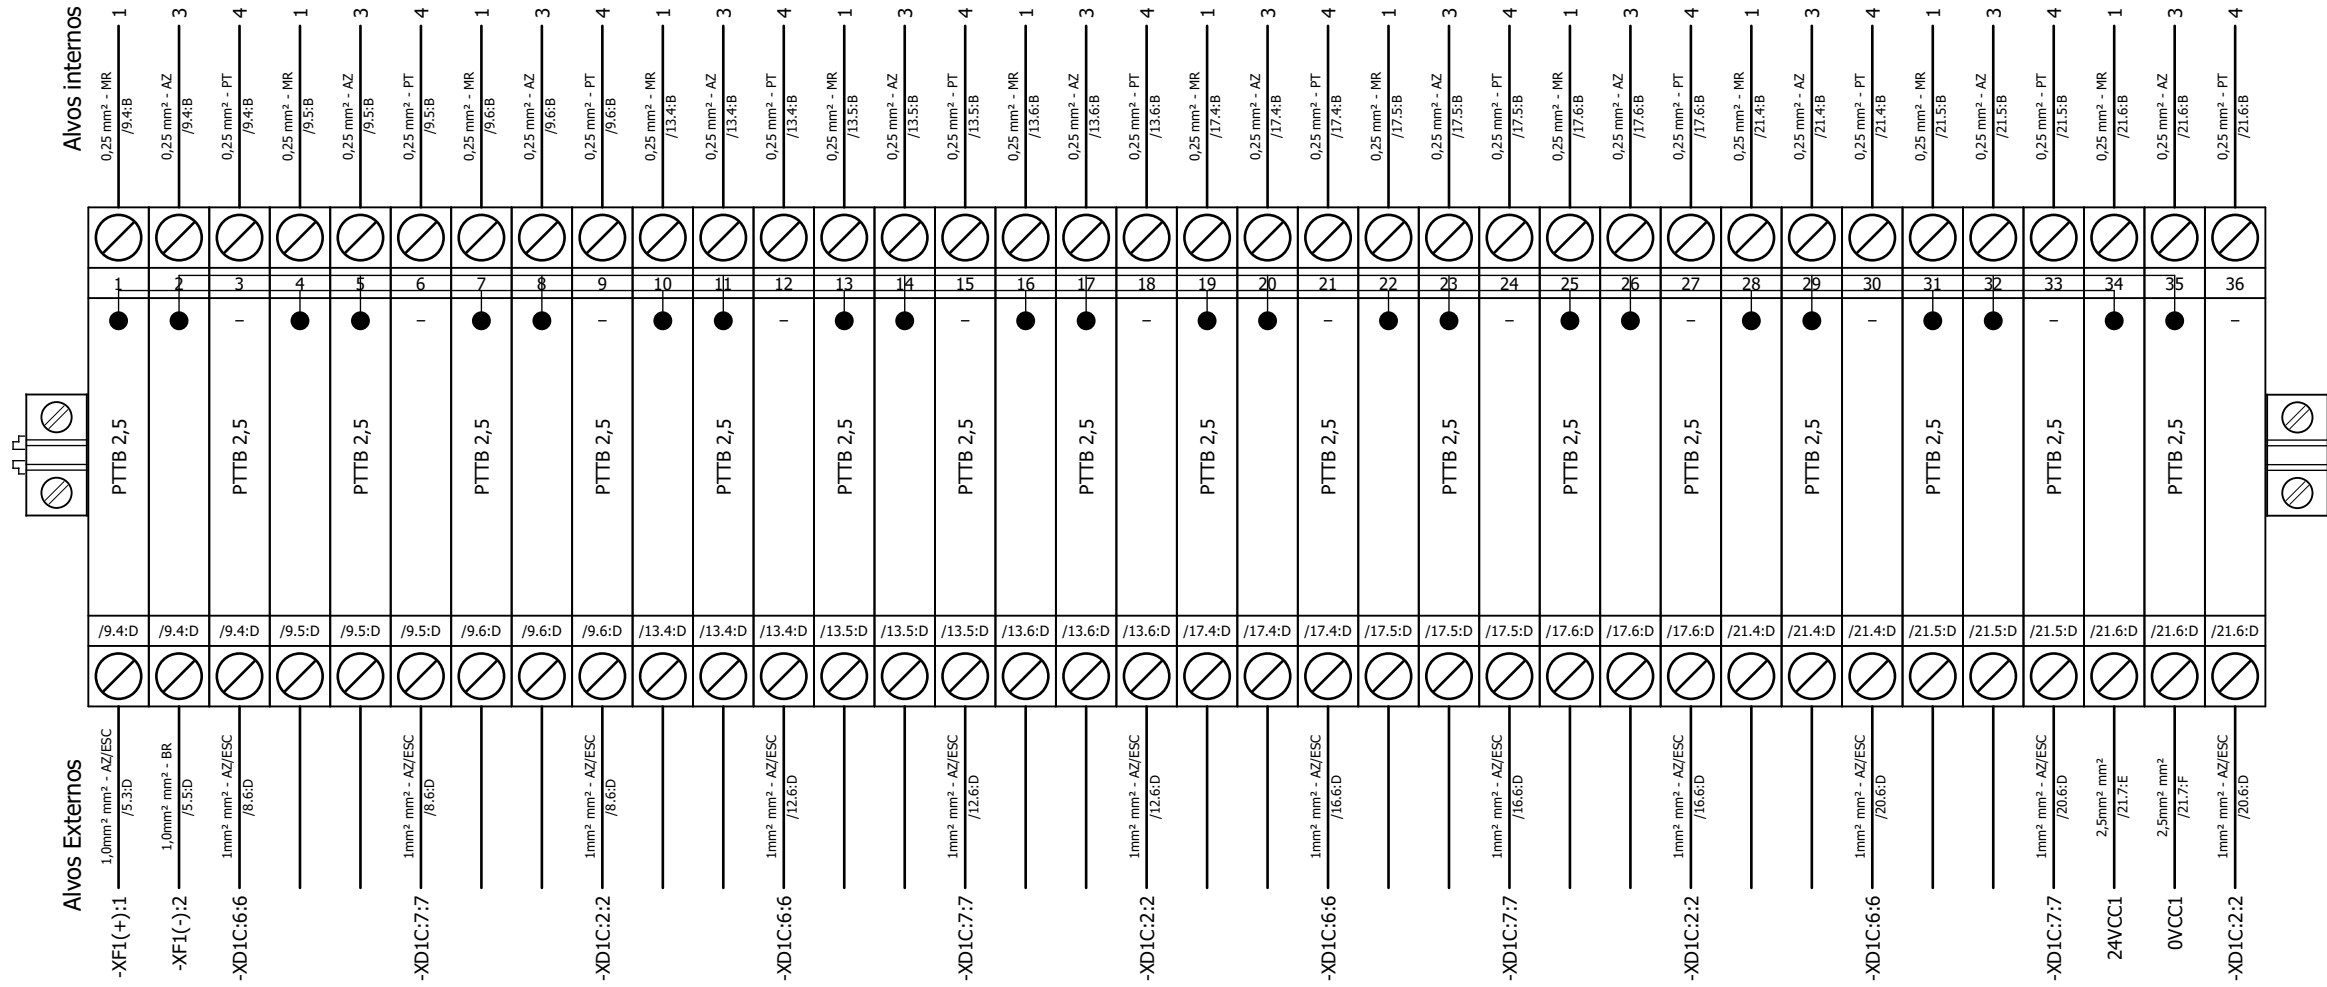 Alvos internos
1 3 4 1 3 4 1 3 4 1 3 4 1 3 4 1 3 4 1 3 4 1 3 4 1 3 4 1 3 4 1 3 4 1 3 4
0,25 mm² - MR
/9.4:B
0,25 mm² - AZ
/9.4:B
0,25 mm² - PT
/9.4:B
0,25 mm² - MR
/9.5:B
0,25 mm² - AZ
/9.5:B
0,25 mm² - PT
/9.5:B
0,25 mm² - MR
/9.6:B
0,25 mm² - AZ
/9.6:B
0,25 mm² - PT
/9.6:B
0,25 mm² - MR
/13.4:B
0,25 mm² - AZ
/13.4:B
0,25 mm² - PT
/13.4:B
0,25 mm² - MR
/13.5:B
0,25 mm² - AZ
/13.5:B
0,25 mm² - PT
/13.5:B
0,25 mm² - MR
/13.6:B
0,25 mm² - AZ
/13.6:B
0,25 mm² - PT
/13.6:B
0,25 mm² - MR
/17.4:B
0,25 mm² - AZ
/17.4:B
0,25 mm² - PT
/17.4:B
0,25 mm² - MR
/17.5:B
0,25 mm² - AZ
/17.5:B
0,25 mm² - PT
/17.5:B
0,25 mm² - MR
/17.6:B
0,25 mm² - AZ
/17.6:B
0,25 mm² - PT
/17.6:B
0,25 mm² - MR
/21.4:B
0,25 mm² - AZ
/21.4:B
0,25 mm² - PT
/21.4:B
0,25 mm² - MR
/21.5:B
0,25 mm² - AZ
/21.5:B
0,25 mm² - PT
/21.5:B
0,25 mm² - MR
/21.6:B
0,25 mm² - AZ
/21.6:B
0,25 mm² - PT
/21.6:B
1 2 3 4 5 6 7 8 9 10 11 12 13 14 15 16 17 18 19 20 21 22 23 24 25 26 27 28 29 30 31 32 33 34 35 36
– – – – – – – – – – – –
PTTB 2,5 PTTB 2,5 PTTB 2,5 PTTB 2,5 PTTB 2,5 PTTB 2,5 PTTB 2,5 PTTB 2,5 PTTB 2,5 PTTB 2,5 PTTB 2,5 PTTB 2,5 PTTB 2,5 PTTB 2,5 PTTB 2,5 PTTB 2,5 PTTB 2,5 PTTB 2,5
/9.4:D /9.4:D /9.4:D /9.5:D /9.5:D /9.5:D /9.6:D /9.6:D /9.6:D /13.4:D /13.4:D /13.4:D /13.5:D /13.5:D /13.5:D /13.6:D /13.6:D /13.6:D /17.4:D /17.4:D /17.4:D /17.5:D /17.5:D /17.5:D /17.6:D /17.6:D /17.6:D /21.4:D /21.4:D /21.4:D /21.5:D /21.5:D /21.5:D /21.6:D /21.6:D /21.6:D
Alvos Externos
1,0mm² mm² - AZ/ESC
/5.3:D
1,0mm² mm² - BR
/5.5:D
1mm² mm² - AZ/ESC
/8.6:D
1mm² mm² - AZ/ESC
/8.6:D
1mm² mm² - AZ/ESC
/8.6:D
1mm² mm² - AZ/ESC
/12.6:D
1mm² mm² - AZ/ESC
/12.6:D
1mm² mm² - AZ/ESC
/12.6:D
1mm² mm² - AZ/ESC
/16.6:D
1mm² mm² - AZ/ESC
/16.6:D
1mm² mm² - AZ/ESC
/16.6:D
1mm² mm² - AZ/ESC
/20.6:D
1mm² mm² - AZ/ESC
/20.6:D
2,5mm² mm²
/21.7:E
2,5mm² mm²
/21.7:F
1mm² mm² - AZ/ESC
/20.6:D
-XF1(+):1
-XF1(-):2
-XD1C:6:6
-XD1C:7:7
-XD1C:2:2
-XD1C:6:6
-XD1C:7:7
-XD1C:2:2
-XD1C:6:6
-XD1C:7:7
-XD1C:2:2
-XD1C:6:6
-XD1C:7:7
24VCC1
0VCC1
-XD1C:2:2